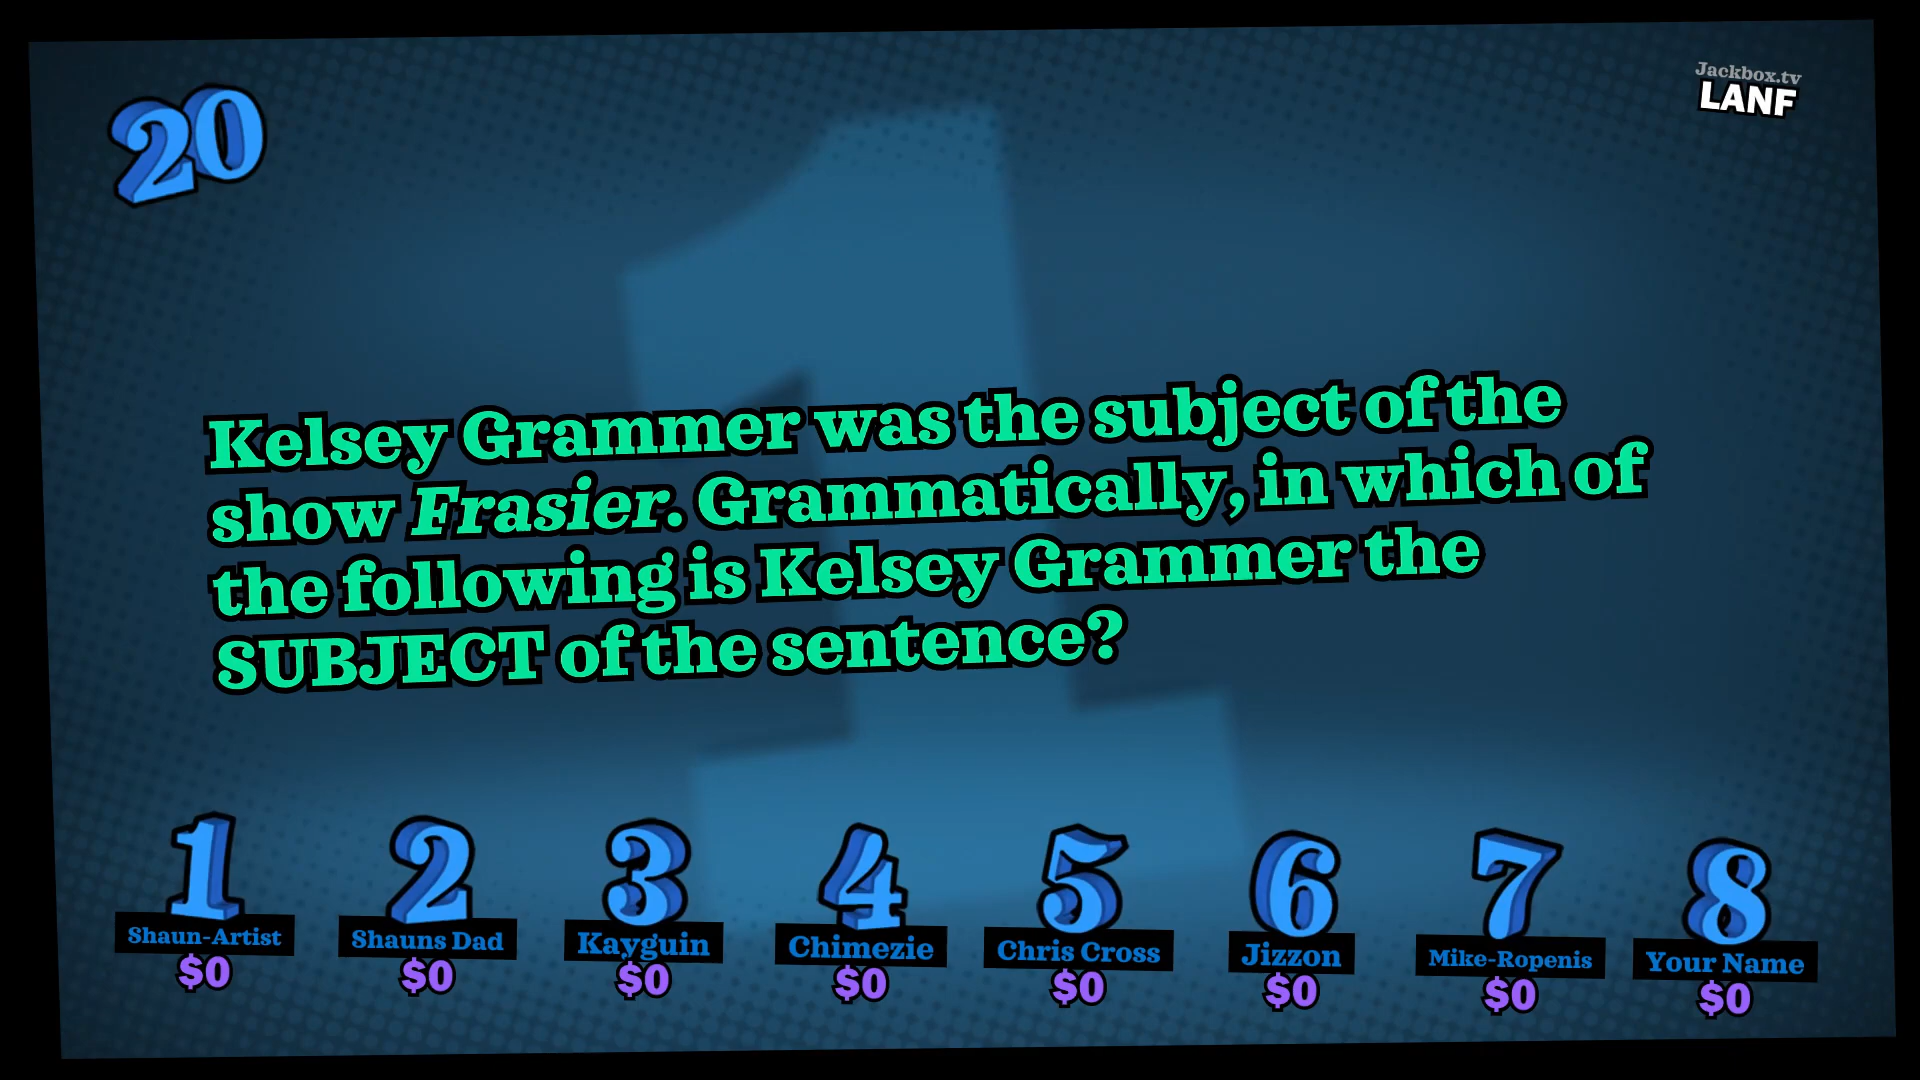 20
Jackbox.tv
LANF
Kelsey Grammer was the subject of the
show Frasier. Grammatically, in which of
the following is Kelsey Grammer the
SUBJECT of the sentence?
1 2 3 4 5 6 7 8
Shaun-Artist Shauns Dad Kayguin Chimezie Chris Cross Jizzon Mike-Ropenis Your Name
$0 $0 $0 $0 $0 $0 $0 $0